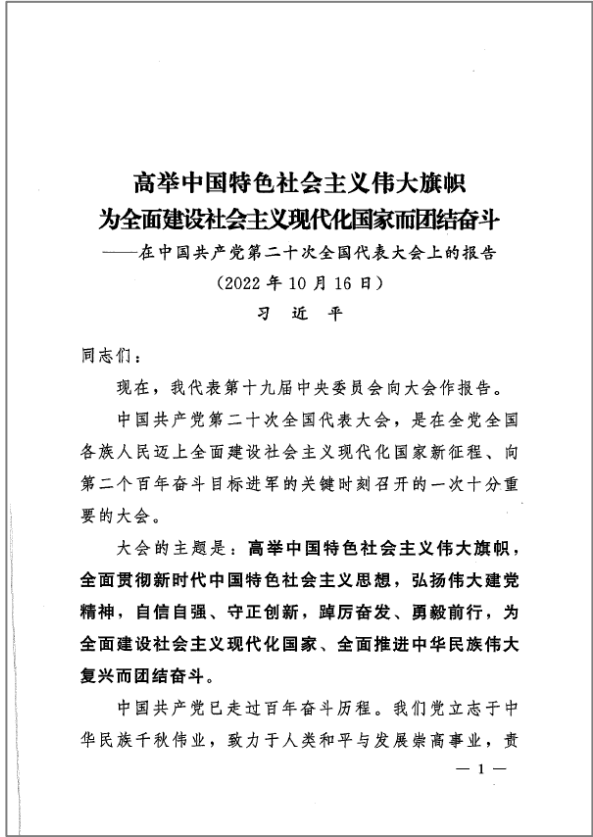 高举中国特色社会主义伟大旗帜
为全面建设社会主义现代化国家而团结奋斗
——在中国共产党第二十次全国代表大会上的报告
（2022 年 10 月 16 日）
习 近 平
同志们：
现在，我代表第十九届中央委员会向大会作报告。
中国共产党第二十次全国代表大会，是在全党全国
各族人民迈上全面建设社会主义现代化国家新征程、向
第二个百年奋斗目标进军的关键时刻召开的一次十分重
要的大会。
大会的主题是：高举中国特色社会主义伟大旗帜，
全面贯彻新时代中国特色社会主义思想，弘扬伟大建党
精神，自信自强、守正创新，踔厉奋发、勇毅前行，为
全面建设社会主义现代化国家、全面推进中华民族伟大
复兴而团结奋斗。
中国共产党已走过百年奋斗历程。我们党立志于中
华民族千秋伟业，致力于人类和平与发展崇高事业，责
— 1 —